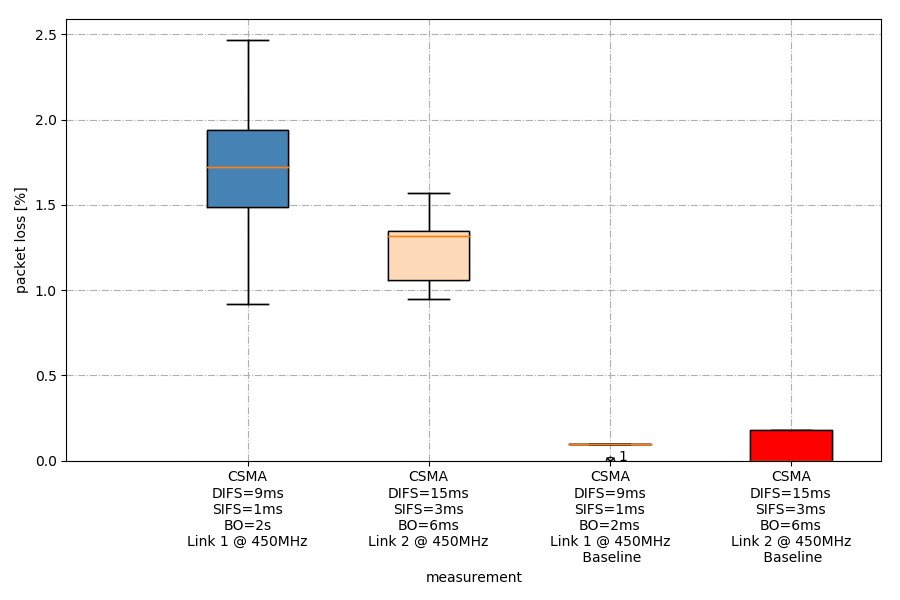 2.5
2.0
1.5
1.0
0.5
0.0
packet loss [%]
1
CSMA
DIFS=9ms
SIFS=1ms
BO=2s
Link 1 @ 450MHz
CSMA
DIFS=15ms
SIFS=3ms
BO=6ms
Link 2 @ 450MHz
CSMA
DIFS=9ms
SIFS=1ms
BO=2ms
Link 1 @ 450MHz
Baseline
CSMA
DIFS=15ms
SIFS=3ms
BO=6ms
Link 2 @ 450MHz
Baseline
measurement